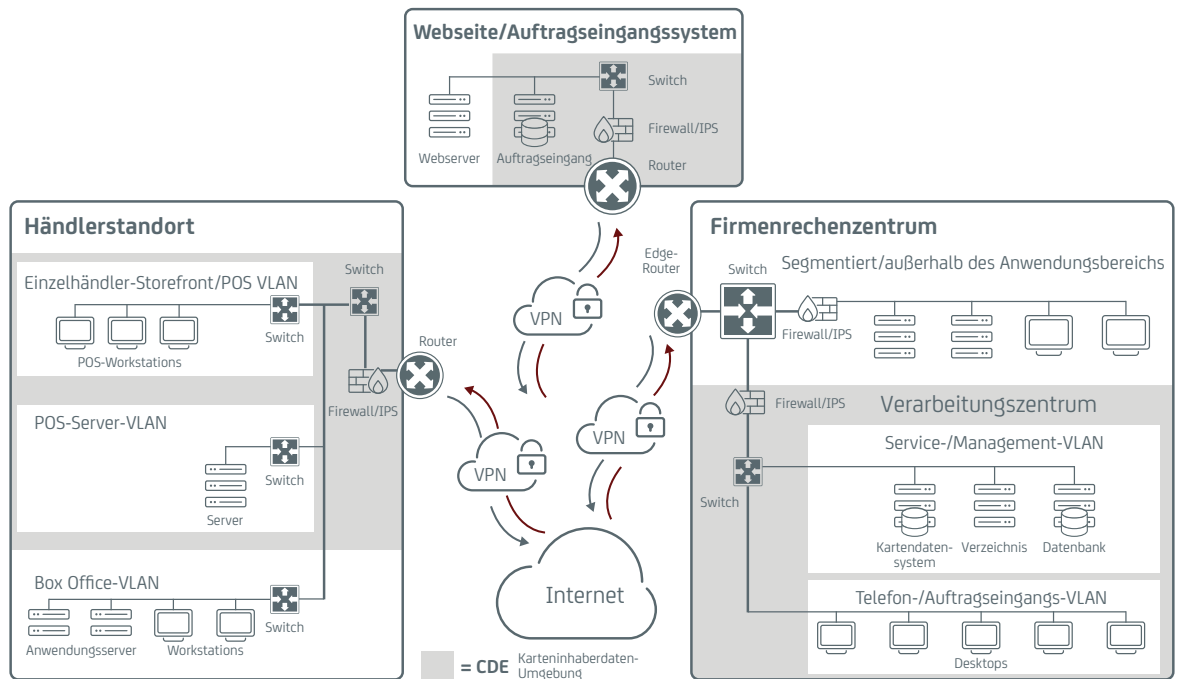 Webseite/Auftragseingangssystem
Switch
Firewall/IPS
Webserver
Auftragseingang
Router
Händlerstandort
Einzelhändler-Storefront/POS VLAN
Switch
Switch
POS-Workstations
Router
Firewall/IPS
POS-Server-VLAN
Switch
Server
Box Office-VLAN
Switch
Anwendungsserver
Workstations
VPN
VPN
VPN
Internet
= CDE
Karteninhaberdaten-
Umgebung
Firmenrechenzentrum
Edge-
Router
Switch
Segmentiert/außerhalb des Anwendungsbereichs
Firewall/IPS
Firewall/IPS
Verarbeitungszentrum
Service-/Management-VLAN
Switch
Kartendaten-
system
Verzeichnis
Datenbank
Telefon-/Auftragseingangs-VLAN
Desktops